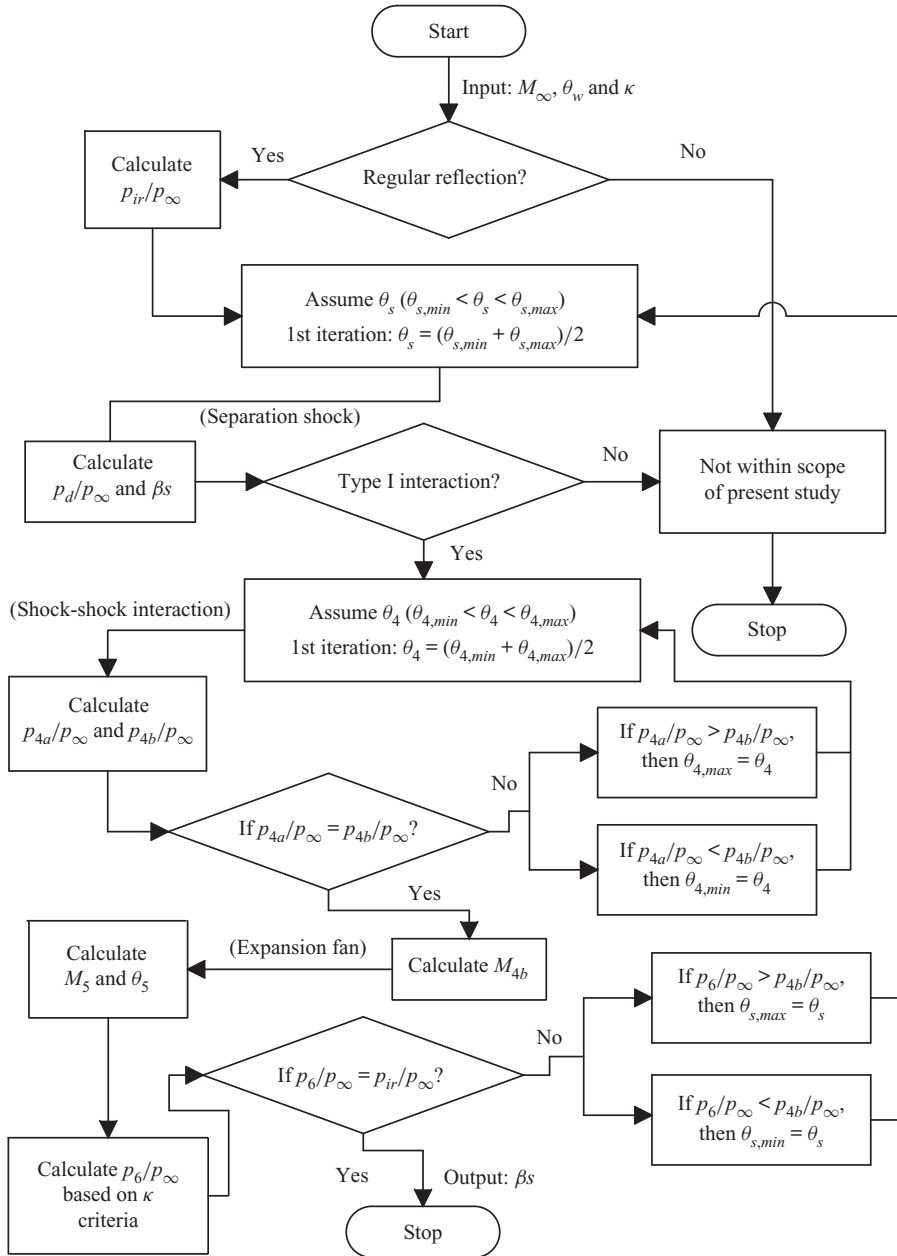 Start
Input: M∞, θw and κ
Regular reflection?
Yes
No
Calculate
pir/p∞
Assume θs (θs,min < θs < θs,max)
1st iteration: θs = (θs,min + θs,max)/2
(Separation shock)
Calculate
pd/p∞ and βs
Type I interaction?
No
Yes
Not within scope
of present study
Stop
(Shock-shock interaction)
Assume θ4 (θ4,min < θ4 < θ4,max)
1st iteration: θ4 = (θ4,min + θ4,max)/2
Calculate
p4a/p∞ and p4b/p∞
If p4a/p∞ = p4b/p∞?
No
Yes
If p4a/p∞ > p4b/p∞,
then θ4,max = θ4
If p4a/p∞ < p4b/p∞,
then θ4,min = θ4
Calculate M4b
(Expansion fan)
Calculate
M5 and θ5
Calculate p6/p∞
based on κ
criteria
If p6/p∞ = pir/p∞?
No
Yes
If p6/p∞ > p4b/p∞,
then θs,max = θs
If p6/p∞ < p4b/p∞,
then θs,min = θs
Output: βs
Stop